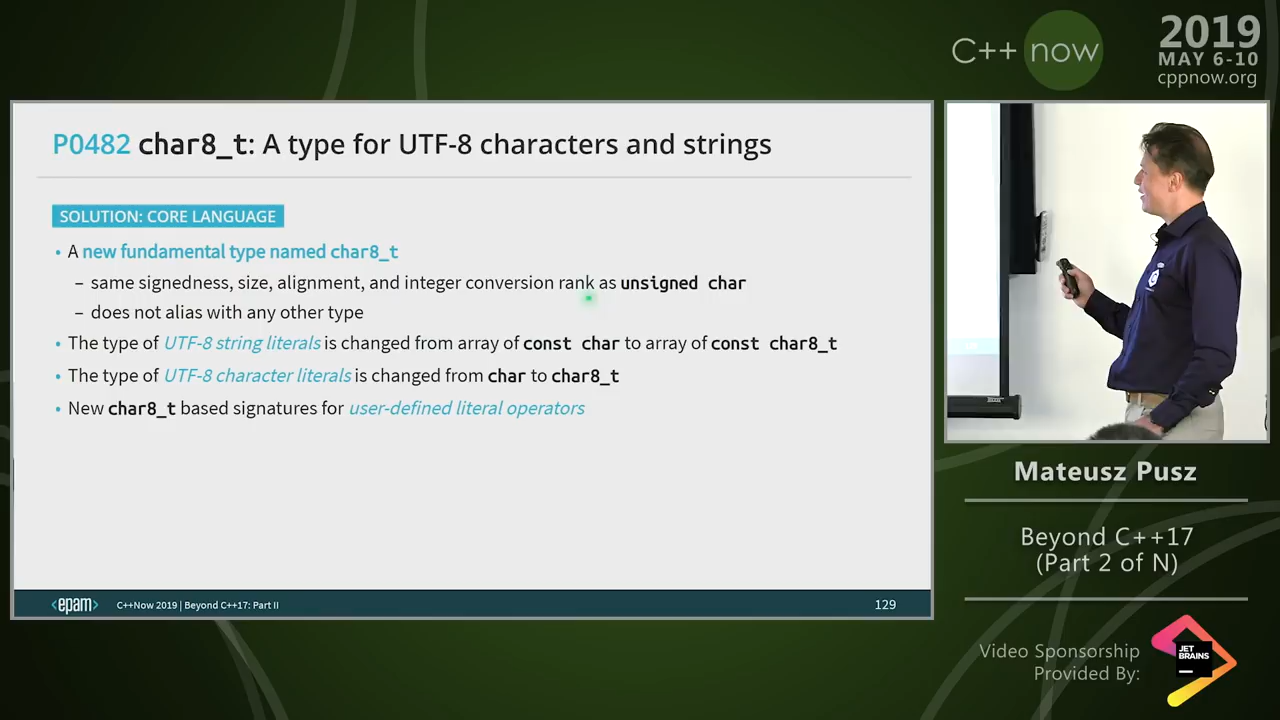 C++ now
2019
MAY 6-10
cppnow.org
P0482 char8_t: A type for UTF-8 characters and strings
SOLUTION: CORE LANGUAGE
• A new fundamental type named char8_t
– same signedness, size, alignment, and integer conversion rank as unsigned char
– does not alias with any other type
• The type of UTF-8 string literals is changed from array of const char to array of const char8_t
• The type of UTF-8 character literals is changed from char to char8_t
• New char8_t based signatures for user-defined literal operators
<epam>
C++Now 2019 | Beyond C++17: Part II
129
Mateusz Pusz
Beyond C++17
(Part 2 of N)
Video Sponsorship
Provided By:
JET
BRAINS